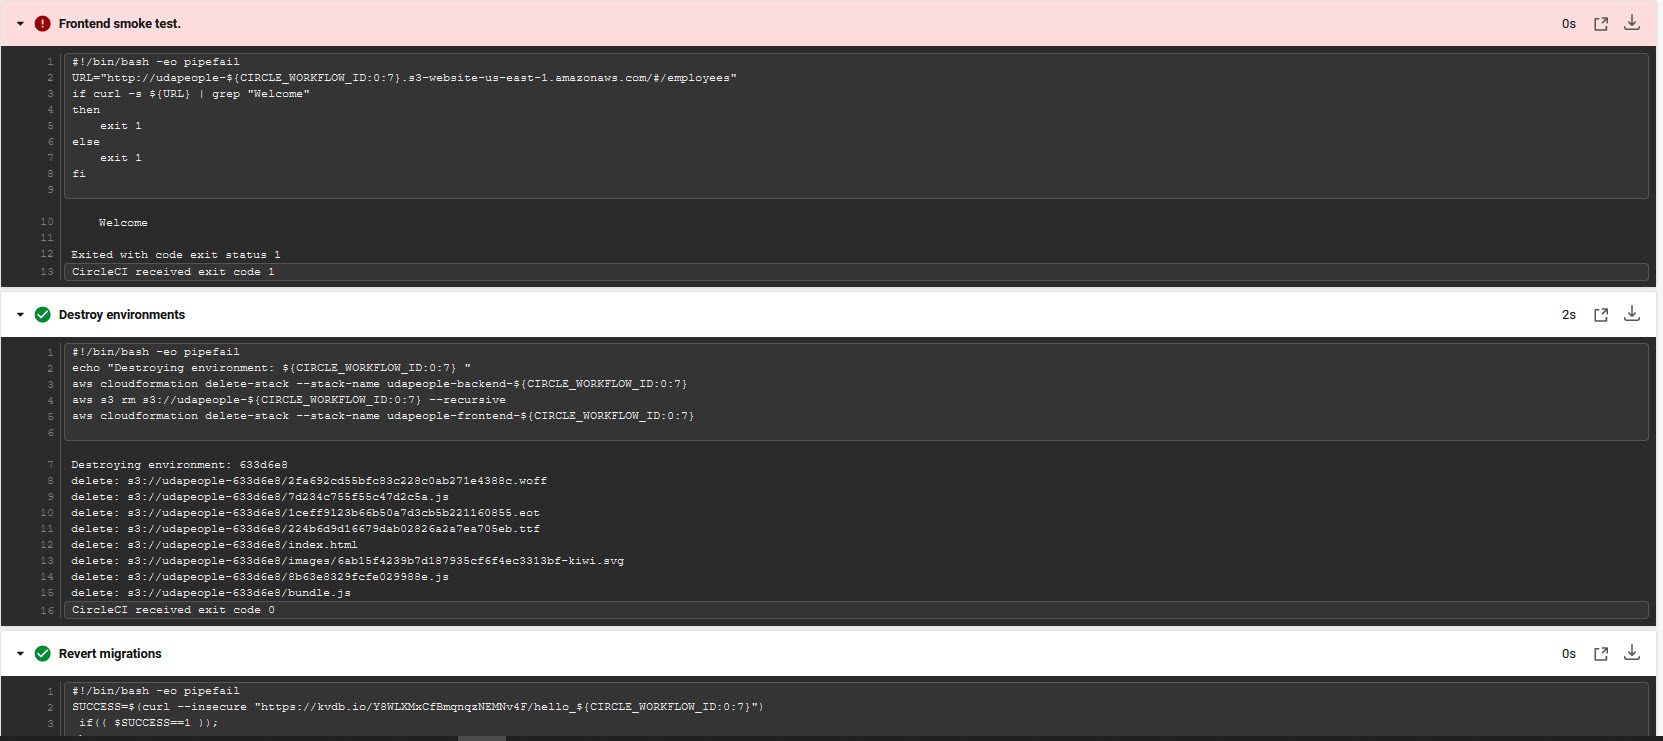 Frontend smoke test.
0s
1 #!/bin/bash -eo pipefail
2 URL="http://udapeople-${CIRCLE_WORKFLOW_ID:0:7}.s3-website-us-east-1.amazonaws.com/#/employees"
3 if curl -s ${URL} | grep "Welcome"
4 then
5     exit 1
6 else
7     exit 1
8 fi
9
10     Welcome
11
12 Exited with code exit status 1
13 CircleCI received exit code 1
Destroy environments
2s
1 #!/bin/bash -eo pipefail
2 echo "Destroying environment: ${CIRCLE_WORKFLOW_ID:0:7} "
3 aws cloudformation delete-stack --stack-name udapeople-backend-${CIRCLE_WORKFLOW_ID:0:7}
4 aws s3 rm s3://udapeople-${CIRCLE_WORKFLOW_ID:0:7} --recursive
5 aws cloudformation delete-stack --stack-name udapeople-frontend-${CIRCLE_WORKFLOW_ID:0:7}
6
7 Destroying environment: 633d6e8
8 delete: s3://udapeople-633d6e8/2fa692cd55bfc83c228c0ab271e4388c.woff
9 delete: s3://udapeople-633d6e8/7d234c755f55c47d2c5a.js
10 delete: s3://udapeople-633d6e8/1ceff9123b66b50a7d3cb5b221160855.eot
11 delete: s3://udapeople-633d6e8/224b6d9d16679dab02826a2a7ea705eb.ttf
12 delete: s3://udapeople-633d6e8/index.html
13 delete: s3://udapeople-633d6e8/images/6ab15f4239b7d187935cf6f4ec3313bf-kiwi.svg
14 delete: s3://udapeople-633d6e8/8b63e8329fcfe029988e.js
15 delete: s3://udapeople-633d6e8/bundle.js
16 CircleCI received exit code 0
Revert migrations
0s
1 #!/bin/bash -eo pipefail
2 SUCCESS=$(curl --insecure "https://kvdb.io/Y8WLXMxCfBmqnqzNEMNv4F/hello_${CIRCLE_WORKFLOW_ID:0:7}")
3  if(( $SUCCESS==1 ));